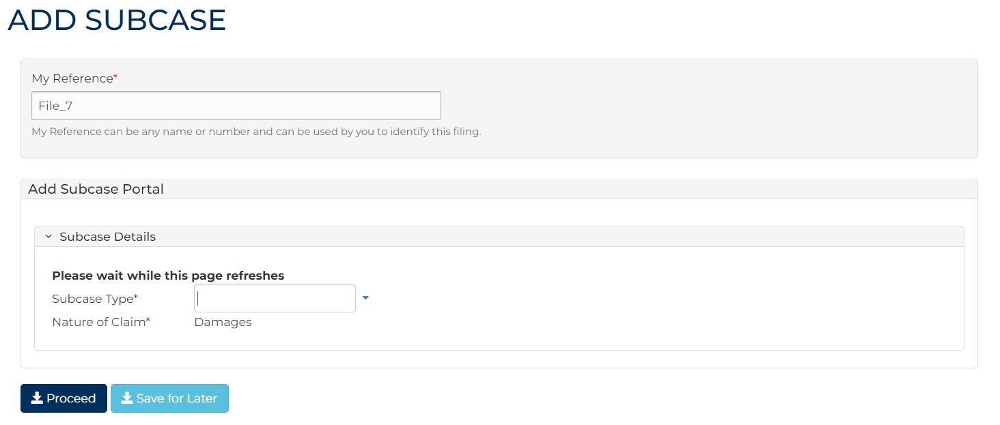 ADD SUBCASE
My Reference*
File_7
My Reference can be any name or number and can be used by you to identify this filing.
Add Subcase Portal
Subcase Details
Please wait while this page refreshes
Subcase Type*
Nature of Claim* Damages
Proceed Save for Later